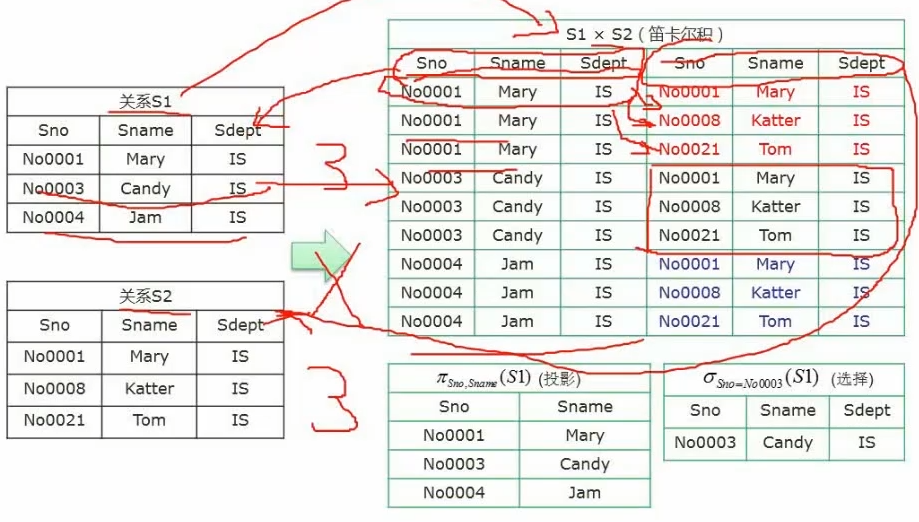 关系S1
Sno Sname Sdept
No0001 Mary IS
No0003 Candy IS
No0004 Jam IS
3
关系S2
Sno Sname Sdept
No0001 Mary IS
No0008 Katter IS
No0021 Tom IS
3
S1 × S2（笛卡尔积）
Sno Sname Sdept Sno Sname Sdept
No0001 Mary IS No0001 Mary IS
No0001 Mary IS No0008 Katter IS
No0001 Mary IS No0021 Tom IS
No0003 Candy IS No0001 Mary IS
No0003 Candy IS No0008 Katter IS
No0003 Candy IS No0021 Tom IS
No0004 Jam IS No0001 Mary IS
No0004 Jam IS No0008 Katter IS
No0004 Jam IS No0021 Tom IS
π Sno,Sname (S1) (投影)
Sno Sname
No0001 Mary
No0003 Candy
No0004 Jam
σ Sno=No0003 (S1) (选择)
Sno Sname Sdept
No0003 Candy IS